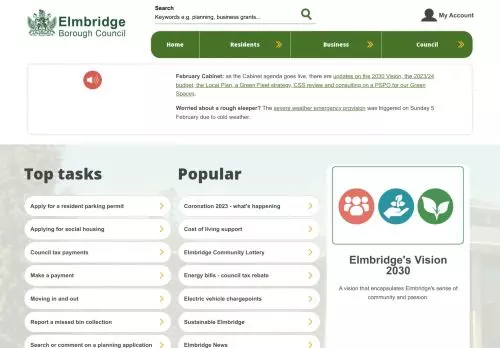 Elmbridge
Borough Council
Search
Keywords e.g. planning, business grants...
My Account
Home
Residents
Business
Council
February Cabinet: as the Cabinet agenda goes live, there are updates on the 2030 Vision, the 2023/24
budget, the Local Plan, a Green Fleet strategy, CSS review and consulting on a PSPO for our Green
Spaces.
Worried about a rough sleeper? The severe weather emergency provision was triggered on Sunday 5
February due to cold weather.
Top tasks
Apply for a resident parking permit
Applying for social housing
Council tax payments
Make a payment
Moving in and out
Report a missed bin collection
Search or comment on a planning application
Popular
Coronation 2023 - what's happening
Cost of living support
Elmbridge Community Lottery
Energy bills - council tax rebate
Electric vehicle chargepoints
Sustainable Elmbridge
Elmbridge News
Elmbridge's Vision
2030
A vision that encapsulates Elmbridge's sense of
community and passion.